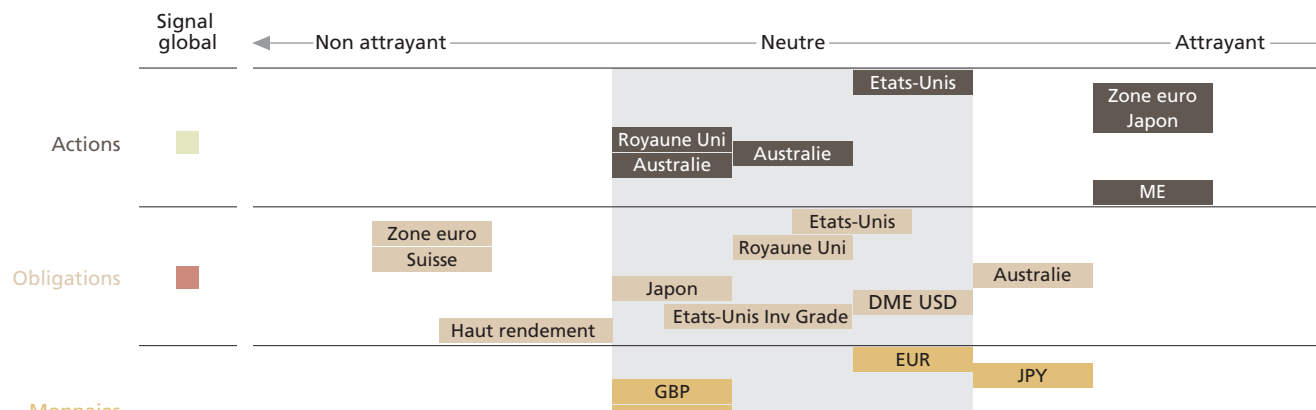 Signal
global
Non attrayant
Neutre
Attrayant
Actions
Etats-Unis
Zone euro
Japon
Royaune Uni
Australie
Australie
ME
Obligations
Etats-Unis
Zone euro
Royaune Uni
Suisse
Australie
Japon
DME USD
Etats-Unis Inv Grade
Haut rendement
EUR
JPY
GBP
Monnaies